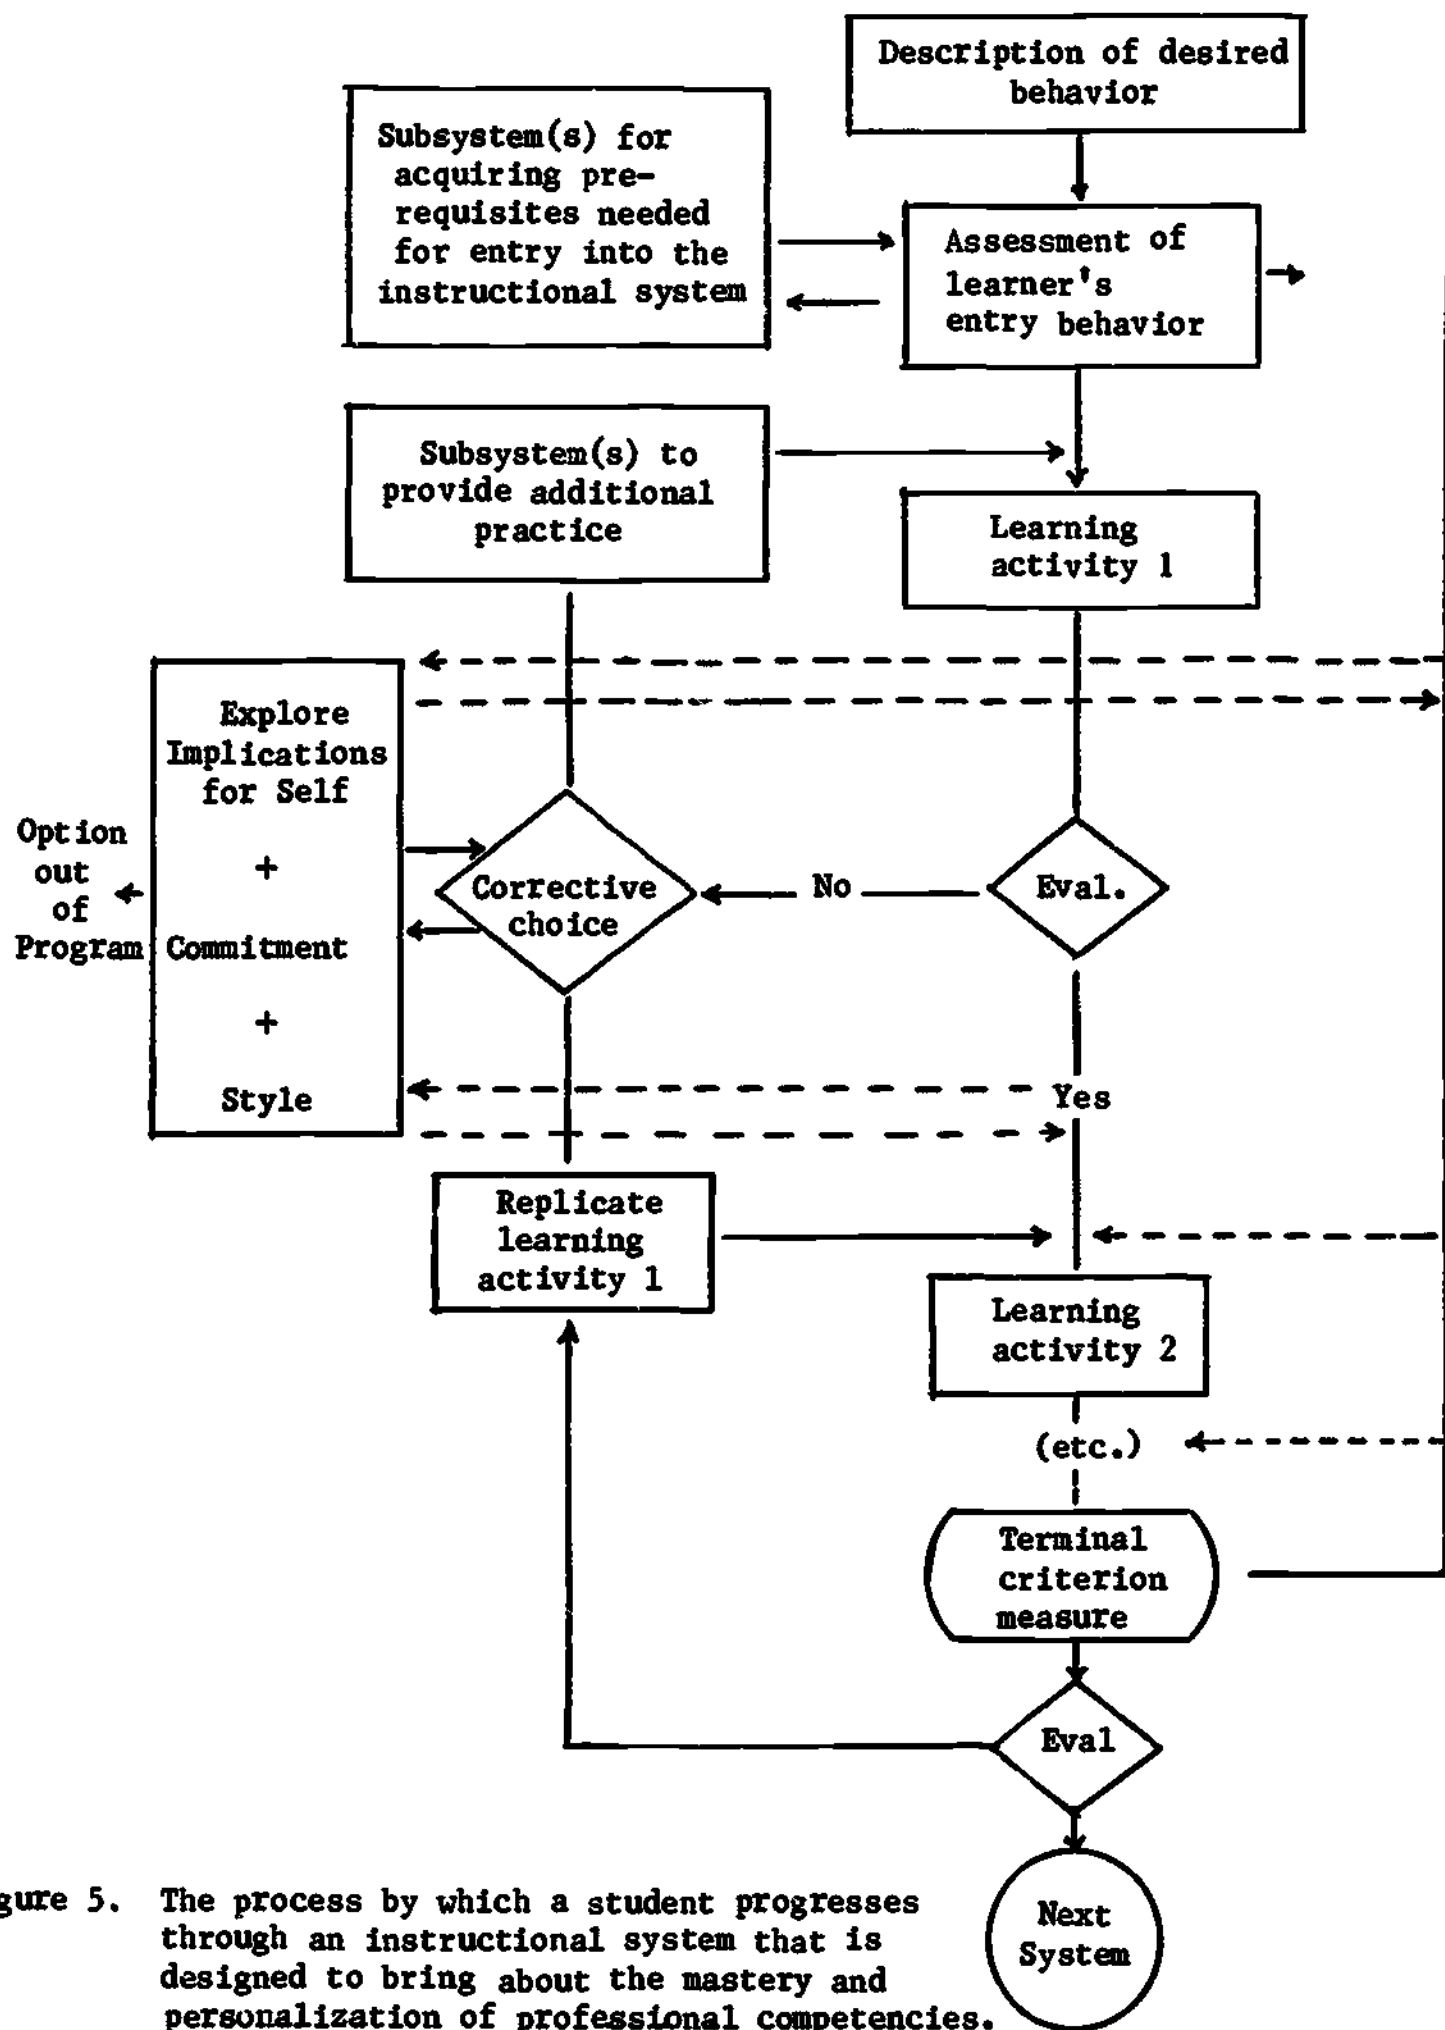 Description of desired
behavior
Subsystem(s) for
acquiring pre-
requisites needed
for entry into the
instructional system
Assessment of
learner's
entry behavior
Subsystem(s) to
provide additional
practice
Learning
activity 1
Explore
Implications
for Self
+
Commitment
+
Style
Option
out
of
Program
Corrective
choice
No
Eval.
Yes
Replicate
learning
activity 1
Learning
activity 2
(etc.)
Terminal
criterion
measure
Eval
Next
System
gure 5. The process by which a student progresses
through an instructional system that is
designed to bring about the mastery and
personalization of professional competencies.